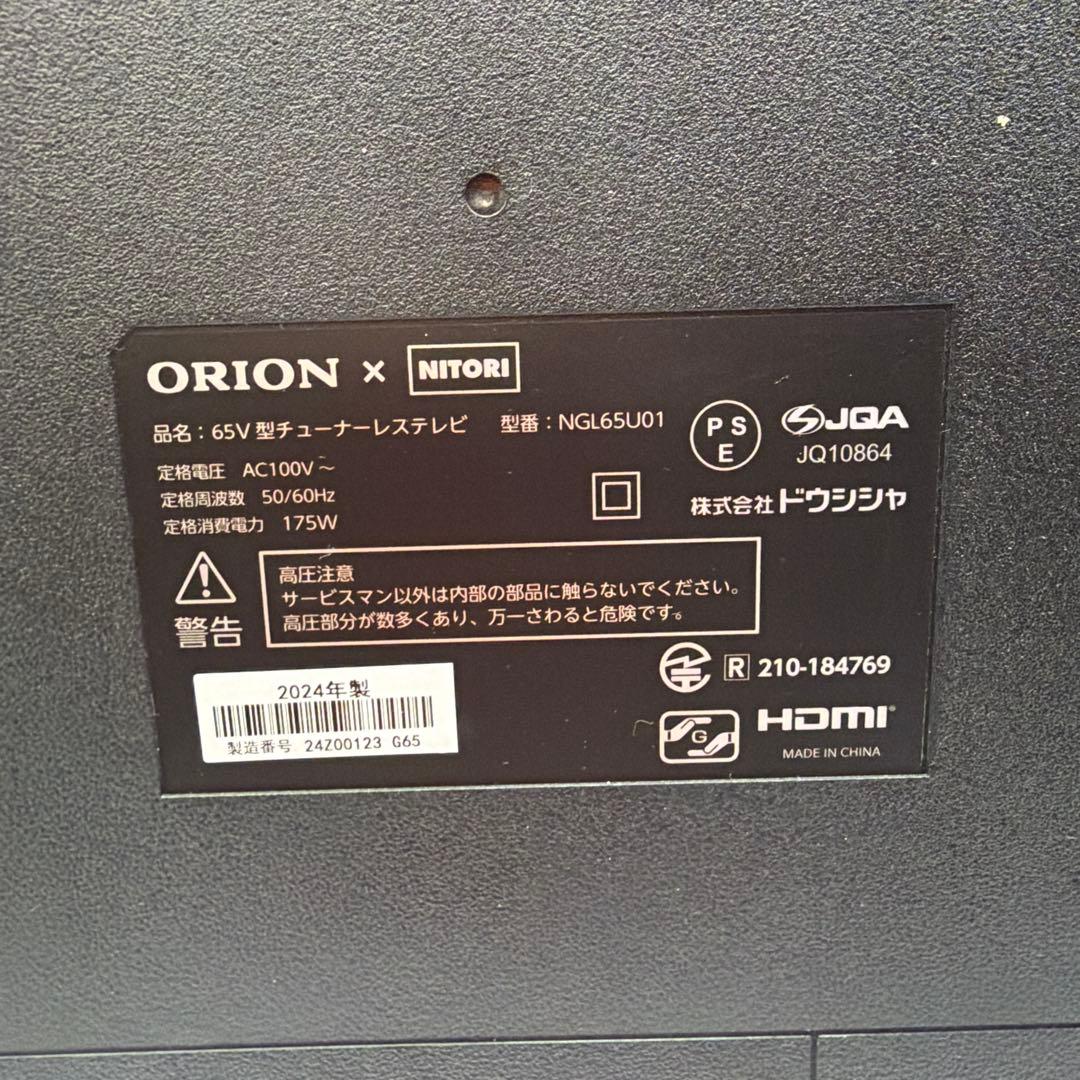 ORION × NITORI
品名：65V 型チューナーレステレビ 型番：NGL65U01
定格電圧 AC100V～
定格周波数 50/60Hz
定格消費電力 175W
P S
E
JQA
JQ10864
株式会社ドウシシャ
警告
高圧注意
サービスマン以外は内部の部品に触らないでください。
高圧部分が数多くあり、万一さわると危険です。
2024年製
製造番号 24Z00123 G65
R 210-184769
G
HDMI
MADE IN CHINA